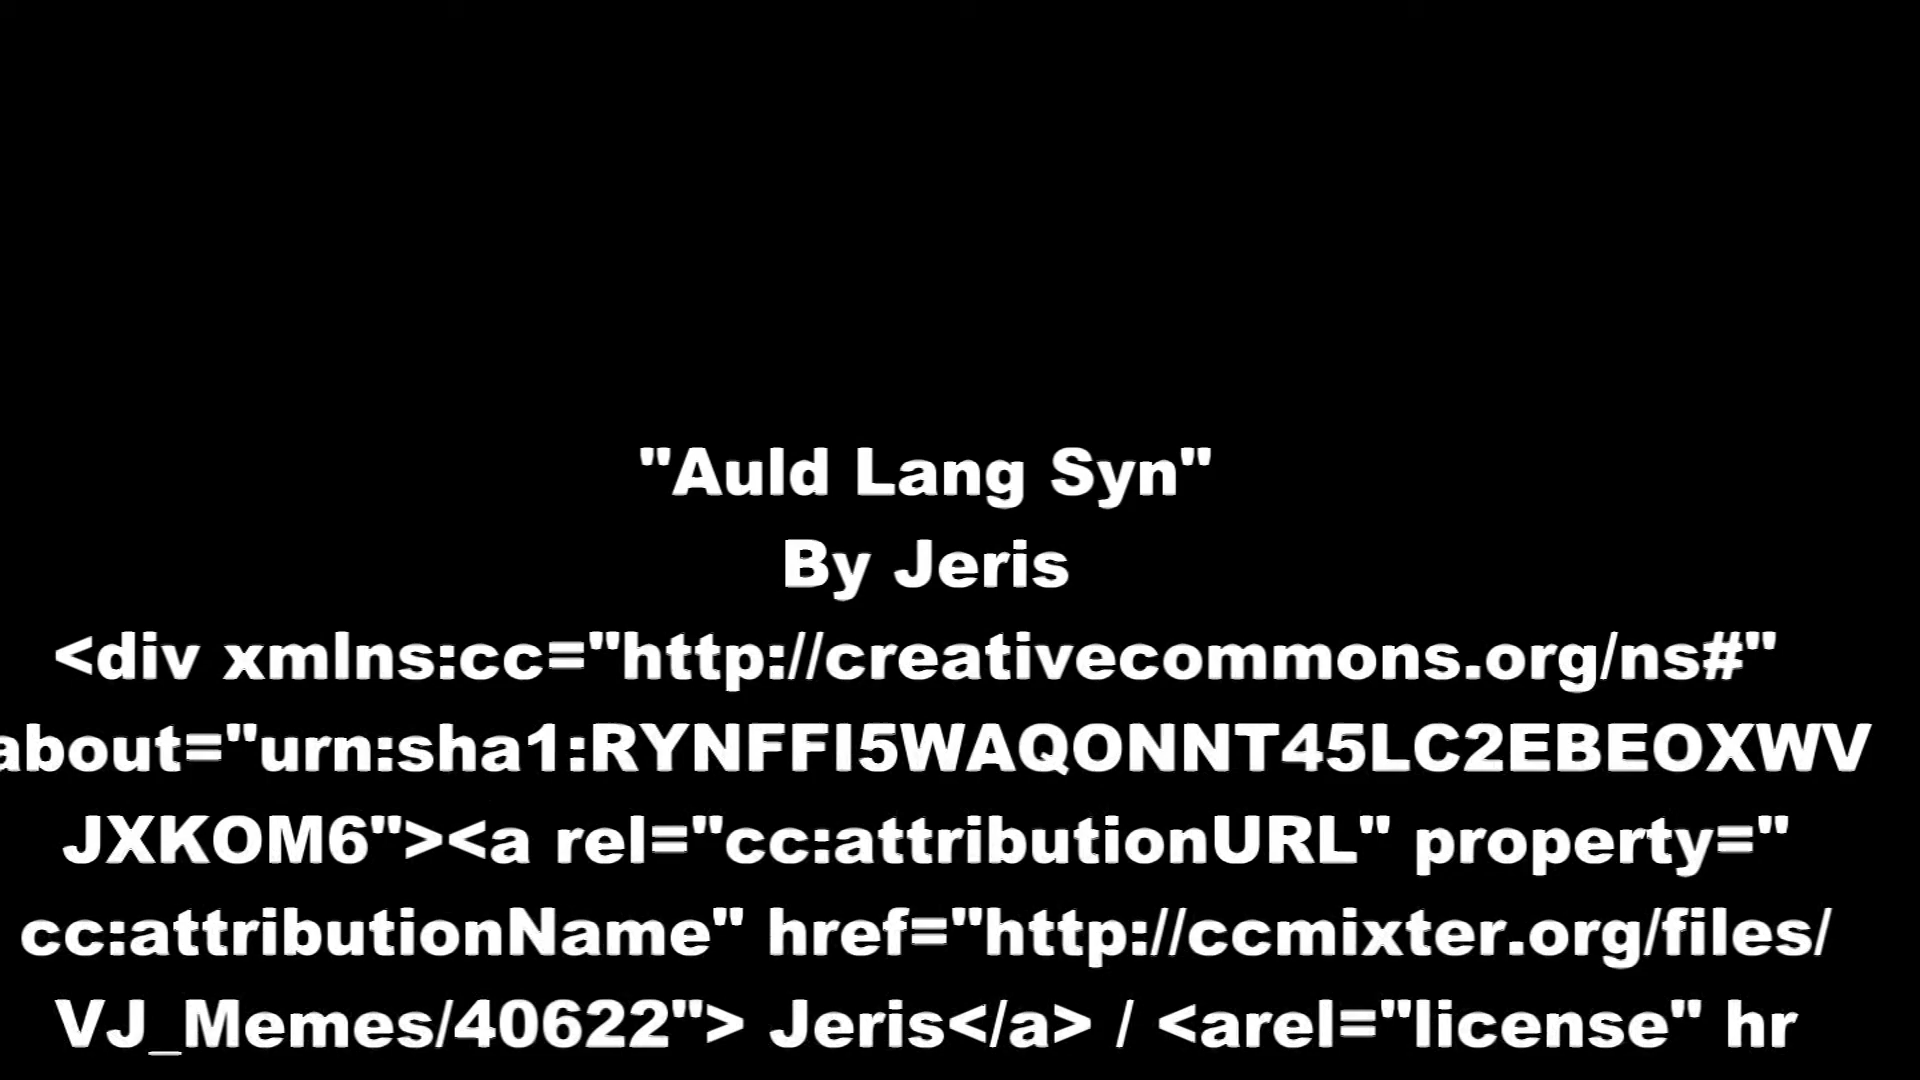 "Auld Lang Syn"
By Jeris
<div xmlns:cc="http://creativecommons.org/ns#"
about="urn:sha1:RYNFFI5WAQONNT45LC2EBEOXWV
JXKOM6"><a rel="cc:attributionURL" property="
cc:attributionName" href="http://ccmixter.org/files/
VJ_Memes/40622"> Jeris</a> / <arel="license" hr